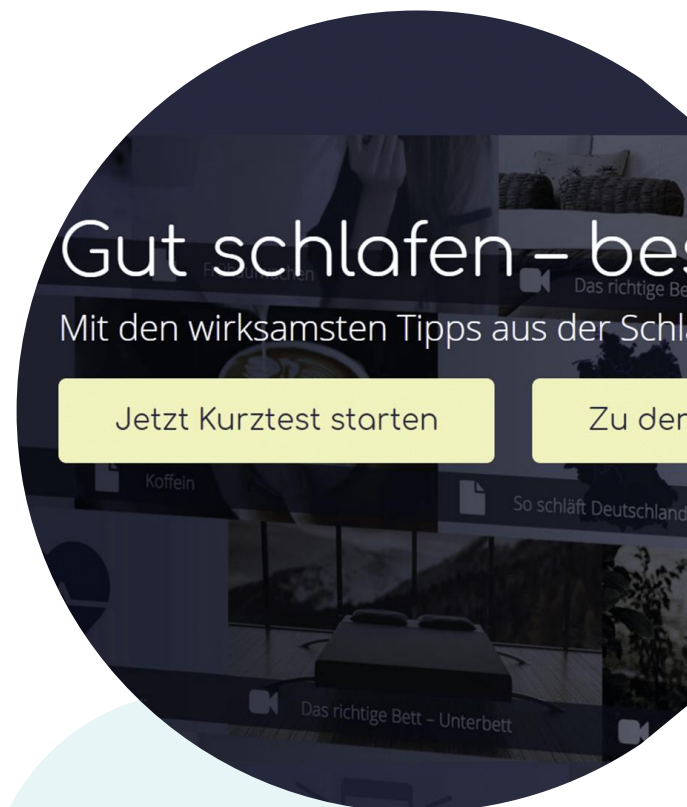 Gut schlafen – bes
Frühaufwachen
Das richtige Be
Mit den wirksamsten Tipps aus der Schla
Jetzt Kurztest starten
Zu den
Koffein
So schläft Deutschland
Das richtige Bett – Unterbett